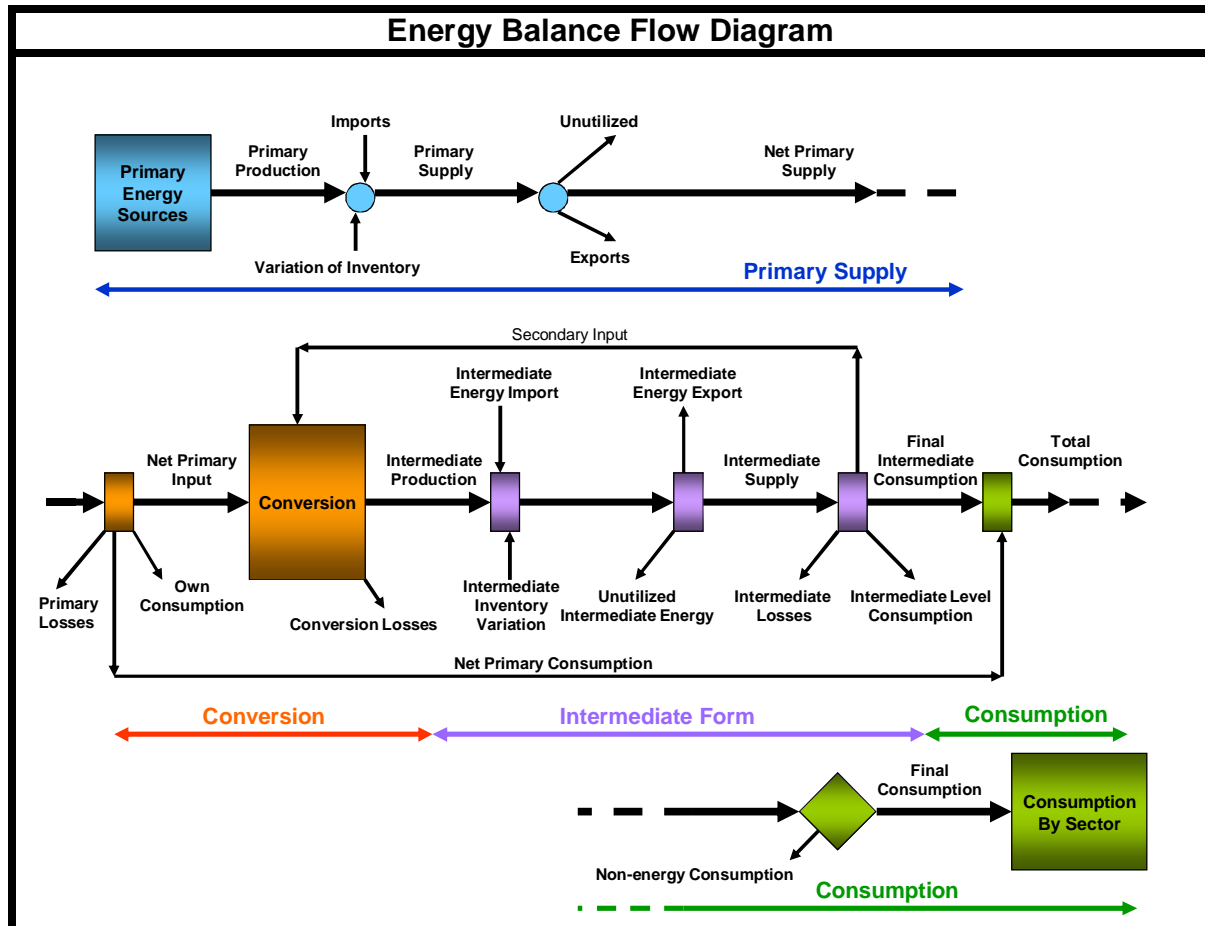 Energy Balance Flow Diagram
Imports
Unutilized
Primary
Production
Primary
Supply
Net Primary
Supply
Primary
Energy
Sources
Variation of Inventory
Exports
Primary Supply
Secondary Input
Intermediate
Energy Import
Intermediate
Energy Export
Net Primary
Input
Intermediate
Production
Intermediate
Supply
Final
Intermediate
Consumption
Total
Consumption
Conversion
Primary
Losses
Own
Consumption
Conversion Losses
Intermediate
Inventory
Variation
Unutilized
Intermediate Energy
Intermediate
Losses
Intermediate Level
Consumption
Net Primary Consumption
Conversion
Intermediate Form
Consumption
Final
Consumption
Consumption
By Sector
Non-energy Consumption
Consumption